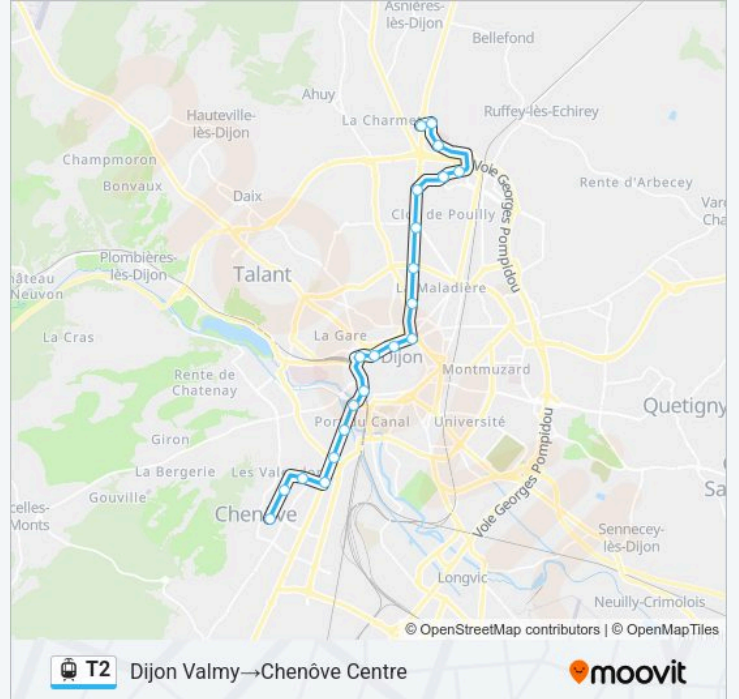 Asnières-
lès-Dijon
Bellefond
Ahuy
Hauteville-
lès-Dijon
La Charme
Ruffey-lès-Echirey
Champmoron
Bonvaux
Daix
Voie Georges Pompidou
Rente d'Arbecey
Clos de Pouilly
Plombières-
lès-Dijon
Talant
La Maladière
La Cras
La Gare
Dijon
Rente de
Chatenay
Montmuzard
Quetigny
Port du Canal
Université
Giron
La Bergerie
Les Val
Gouville
Chenôve
Voie Georges Pompidou
Sennecey-
lès-Dijon
Longvic
Neuilly-Crimolois
© OpenStreetMap contributors | © OpenMapTiles
T2 Dijon Valmy→Chenôve Centre
moovit